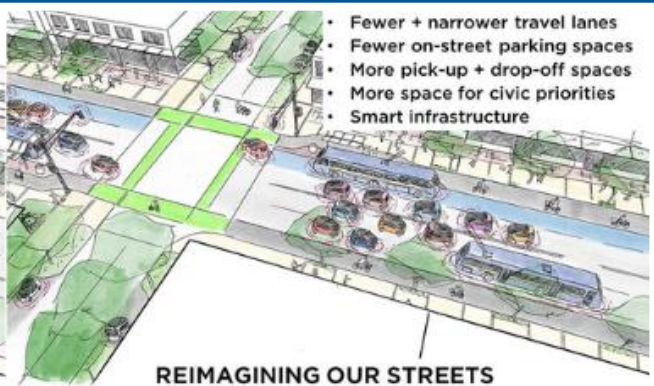 • Fewer + narrower travel lanes
• Fewer on-street parking spaces
• More pick-up + drop-off spaces
• More space for civic priorities
• Smart infrastructure
REIMAGINING OUR STREETS